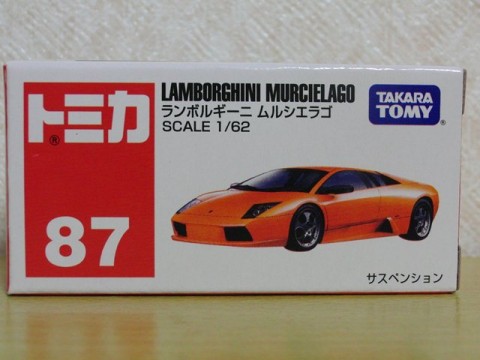 トミカ®
87
LAMBORGHINI MURCIELAGO
ランボルギーニ ムルシエラゴ
SCALE 1/62
TAKARA
TOMY
サスペンション